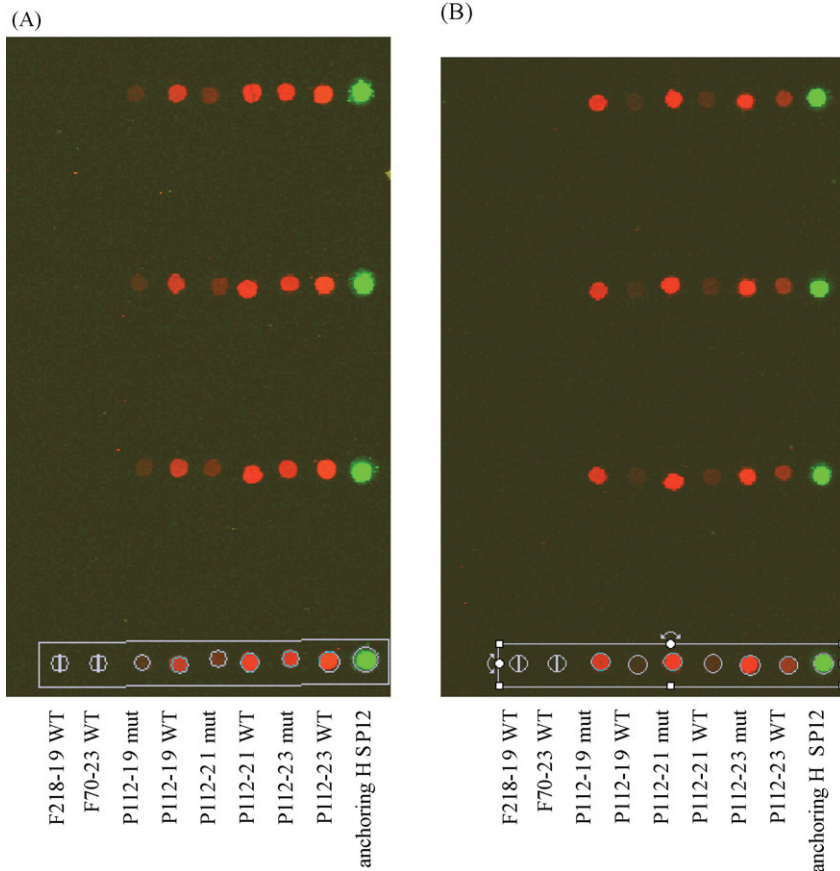 (A)
(B)
F218-19 WT
F70-23 WT
P112-19 mut
P112-19 WT
P112-21 mut
P112-21 WT
P112-23 mut
P112-23 WT
anchoring H SP12
F218-19 WT
F70-23 WT
P112-19 mut
P112-19 WT
P112-21 mut
P112-21 WT
P112-23 mut
P112-23 WT
anchoring H SP12